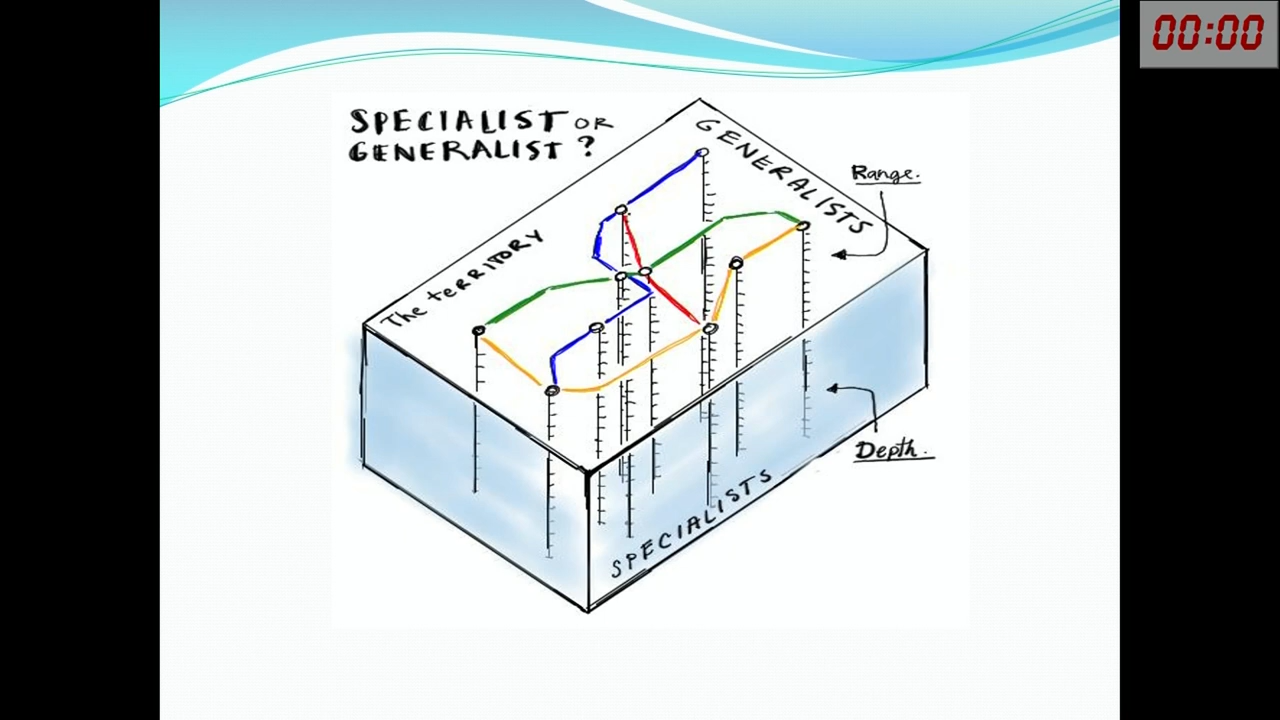 00:00
SPECIALIST OR
GENERALIST ?
GENERALISTS
Range.
The TERRITORY
Depth.
SPECIALISTS